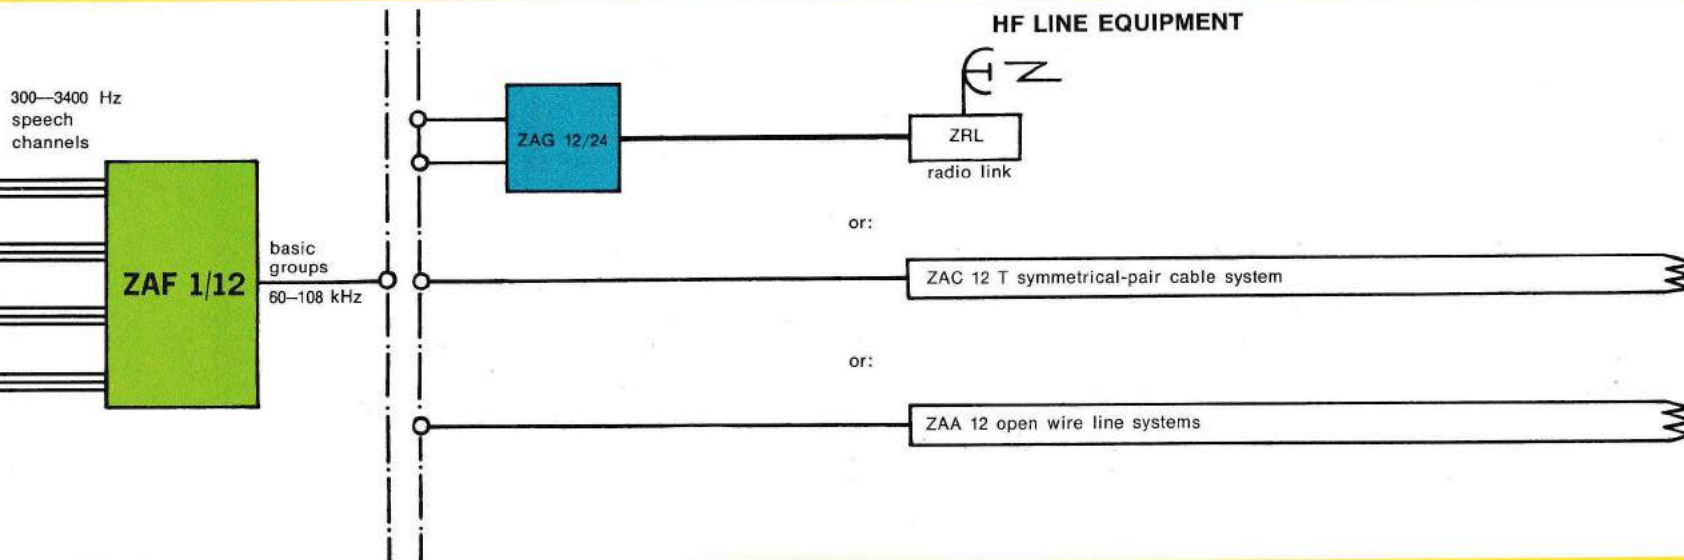 HF LINE EQUIPMENT
300—3400 Hz
speech
channels
ZAG 12/24
ZRL
radio link
or:
basic
groups
60–108 kHz
ZAF 1/12
ZAC 12 T symmetrical-pair cable system
or:
ZAA 12 open wire line systems